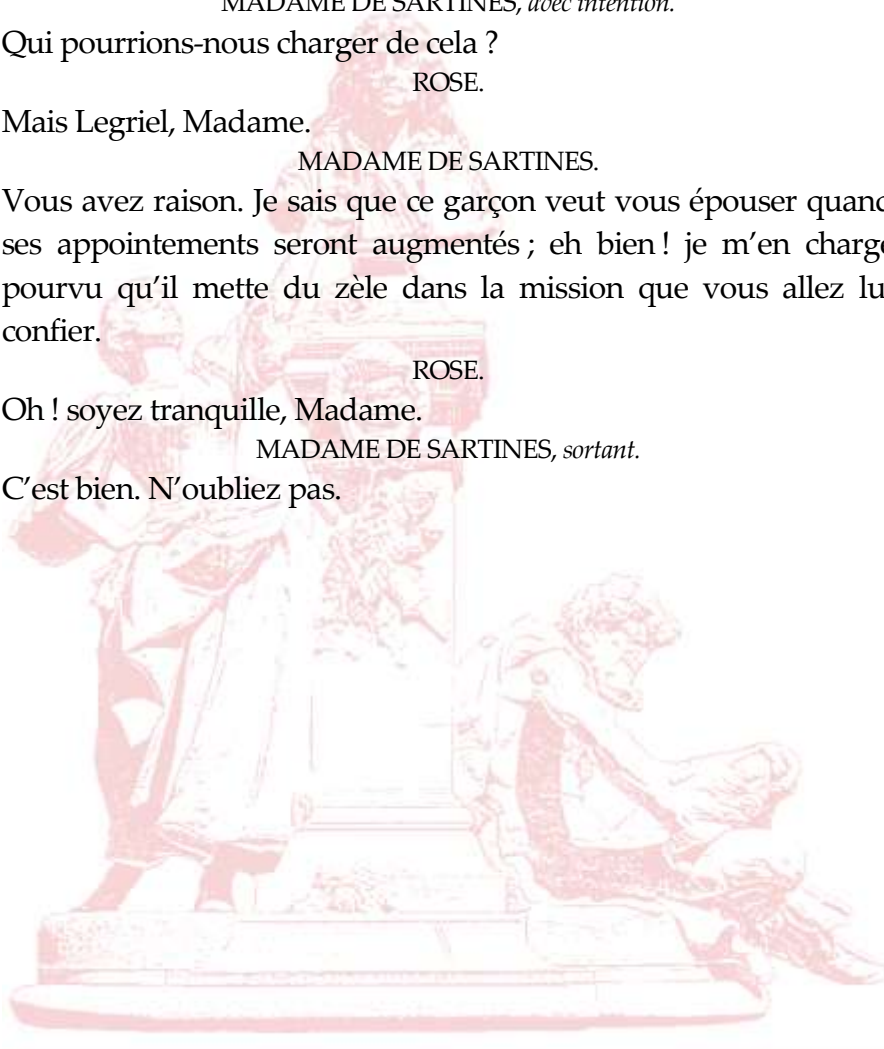 MADAME DE SARTINES, avec intention.
Qui pourrions-nous charger de cela ?
ROSE.
Mais Legriel, Madame.
MADAME DE SARTINES.
Vous avez raison. Je sais que ce garçon veut vous épouser quand
ses appointements seront augmentés ; eh bien ! je m’en charge
pourvu qu’il mette du zèle dans la mission que vous allez lu
confier.
ROSE.
Oh ! soyez tranquille, Madame.
MADAME DE SARTINES, sortant.
C’est bien. N’oubliez pas.